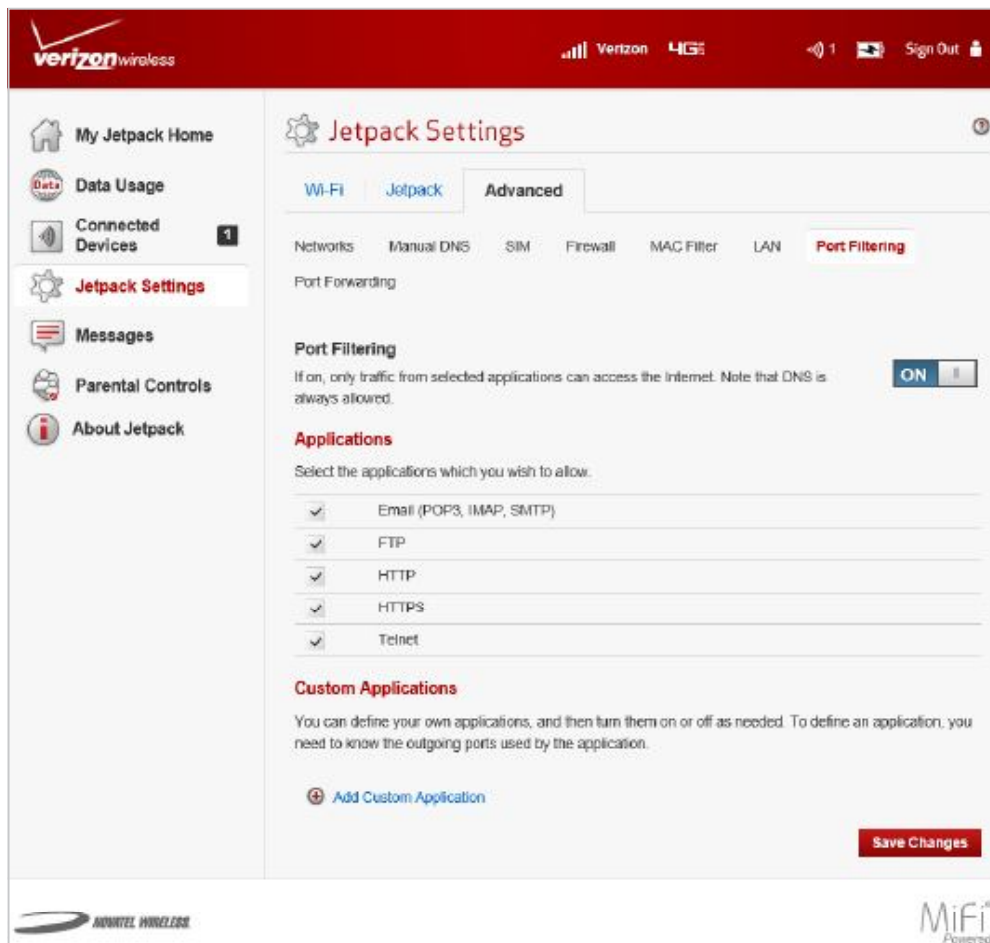 verizonwireless
Verizon 4GLTE 1 Sign Out
My Jetpack Home
Data Data Usage
Connected
Devices 1
Jetpack Settings
Messages
Parental Controls
About Jetpack
Jetpack Settings ?
Wi-Fi Jetpack Advanced
Networks Manual DNS SIM Firewall MAC Filter LAN Port Filtering
Port Forwarding
Port Filtering
If on, only traffic from selected applications can access the Internet. Note that DNS is
always allowed.
ON
Applications
Select the applications which you wish to allow.
Email (POP3, IMAP, SMTP)
FTP
HTTP
HTTPS
Telnet
Custom Applications
You can define your own applications, and then turn them on or off as needed. To define an application, you
need to know the outgoing ports used by the application.
Add Custom Application
Save Changes
NOVATEL WIRELESS.
MiFi
Powered